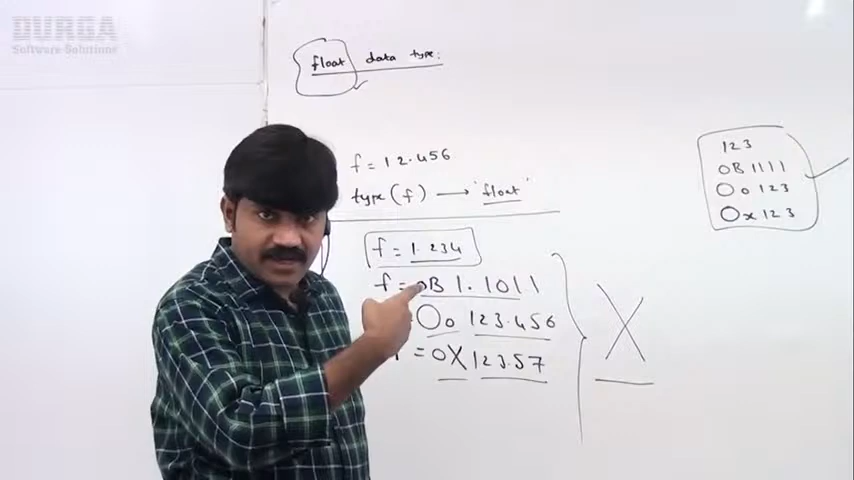 DURGA
Software Solutions
float data type:
f = 12.456
type(f) → 'float'
f = 1.234
f = 0B 1.1011
= 0o 123.456
= 0X 123.57
123
0B 1111
0o 123
0x 123